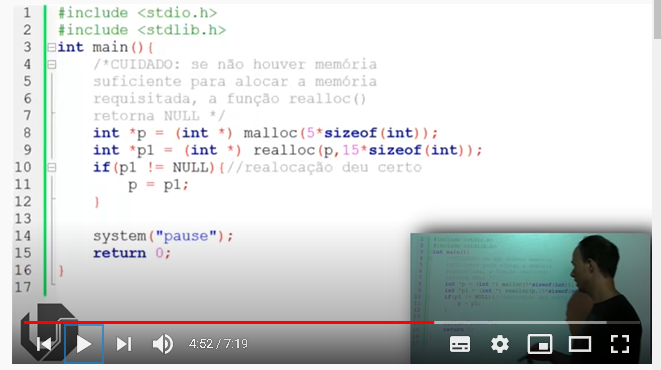 1 #include <stdio.h>
2 #include <stdlib.h>
3 int main(){
4 /*CUIDADO: se não houver memória
5 suficiente para alocar a memória
6 requisitada, a função realloc()
7 retorna NULL */
8 int *p = (int *) malloc(5*sizeof(int));
9 int *p1 = (int *) realloc(p,15*sizeof(int));
10 if(p1 != NULL){//realocação deu certo
11 p = p1;
12 }
13
14 system("pause");
15 return 0;
16 }
17
4:52 / 7:19